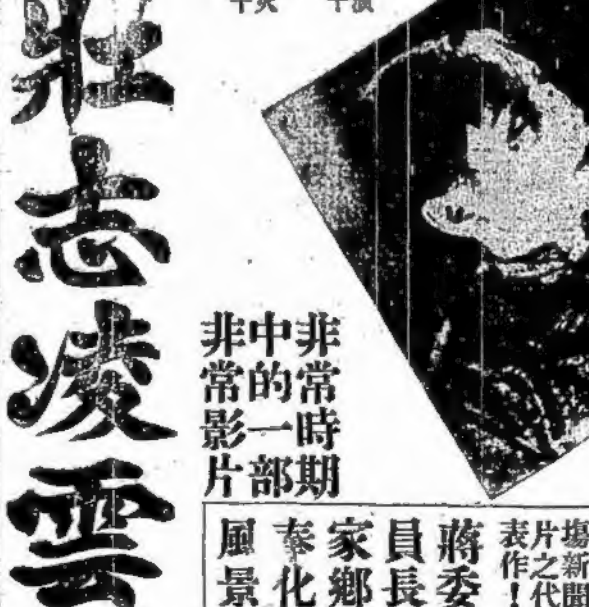 非常時期
中的一部
非常影片
塲新聞
片之代
表作！
蔣委
員長
家鄉
奉化
風景
壯志凌雲